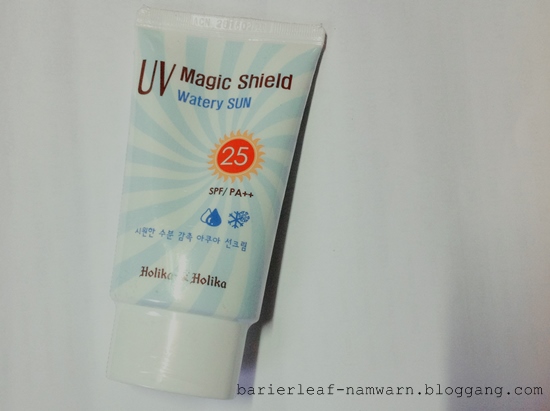 UV Magic Shield
Watery SUN
25
SPF/ PA++
시원한 수분 감촉 아쿠아 선크림
Holika Holika
barierleaf-namwarn.bloggang.com